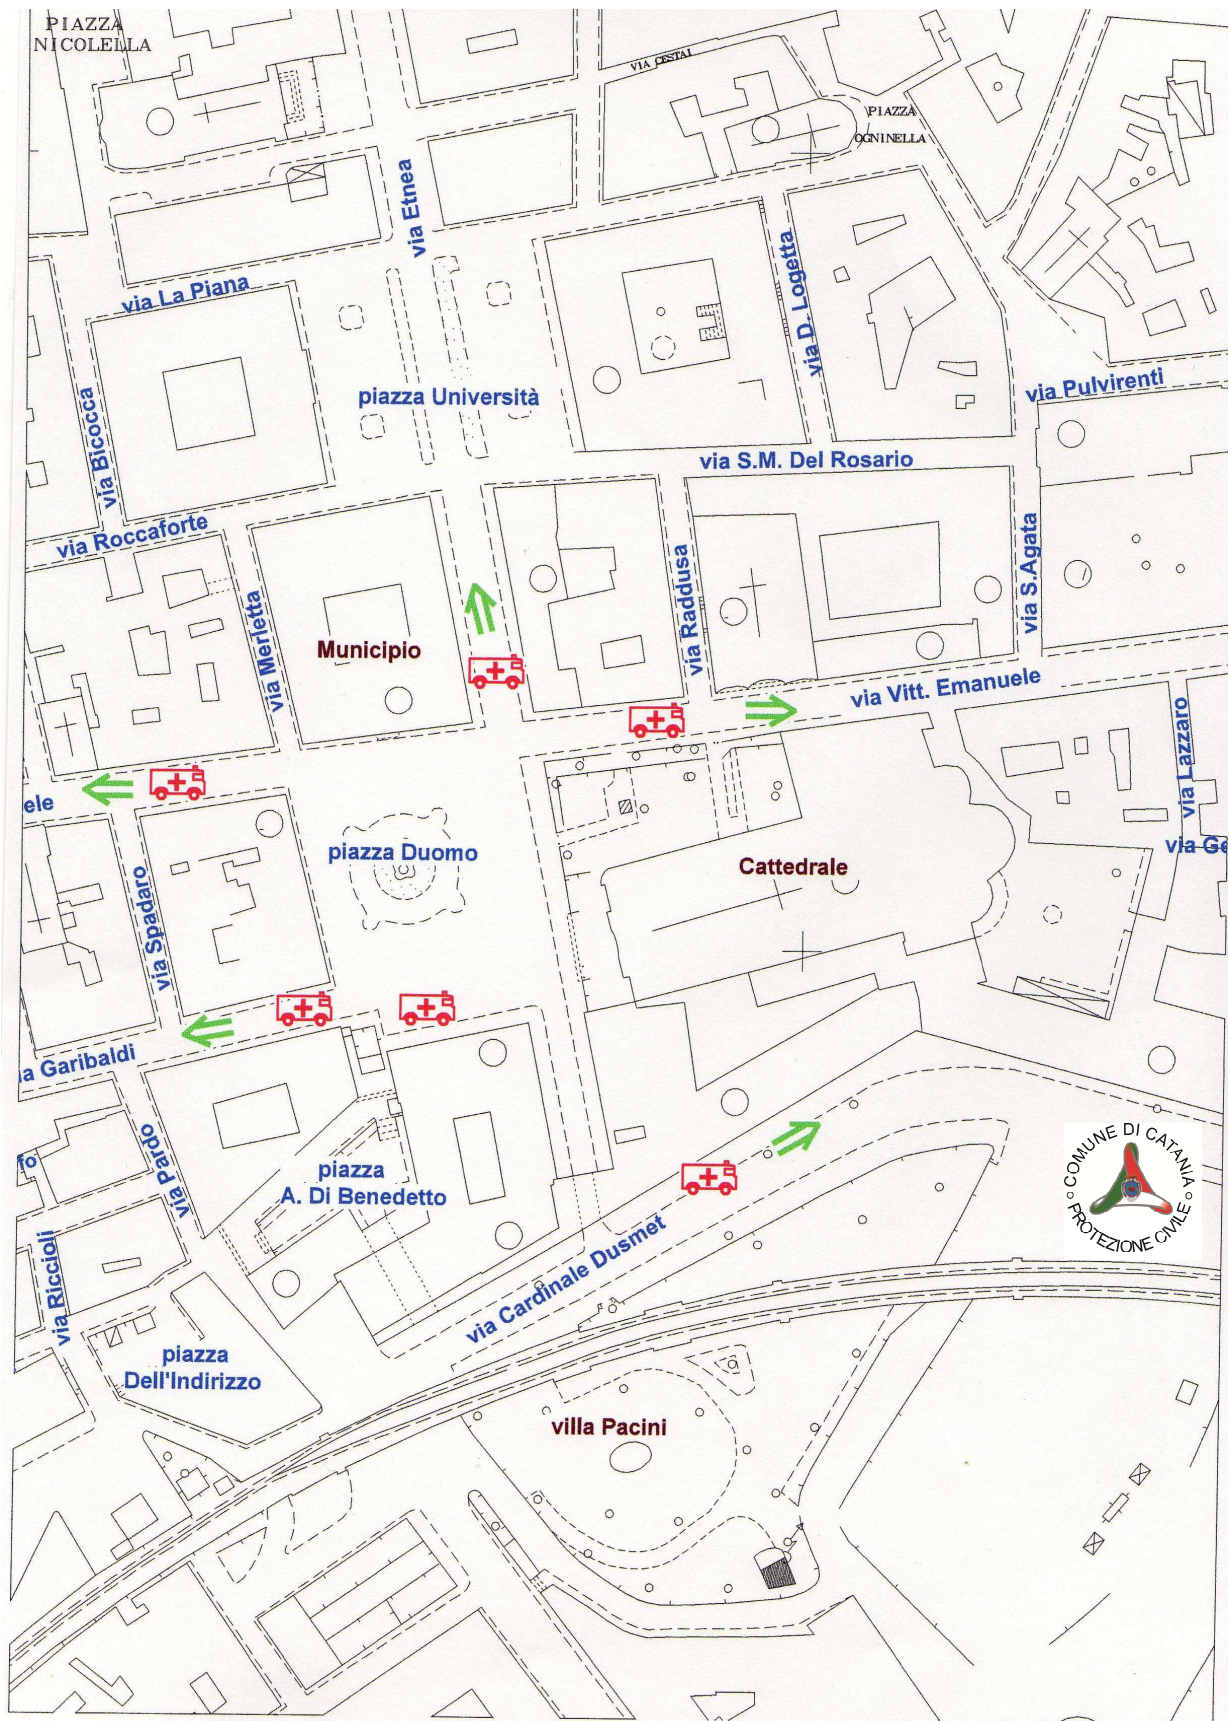 PIAZZA
NICOLELLA
VIA CESTAI
PIAZZA
OGNINELLA
via Etnea
via La Piana
via D. Logetta
via Pulvirenti
piazza Università
via Bicocca
via S.M. Del Rosario
via Roccaforte
via Merletta
Municipio
via Raddusa
via S.Agata
via Vitt. Emanuele
via Lazzaro
ele
piazza Duomo
Cattedrale
via Ge
via Spadaro
ia Garibaldi
via Pardo
fo
piazza
A. Di Benedetto
COMUNE DI CATANIA
PROTEZIONE CIVILE
via Riccioli
via Cardinale Dusmet
piazza
Dell'Indirizzo
villa Pacini